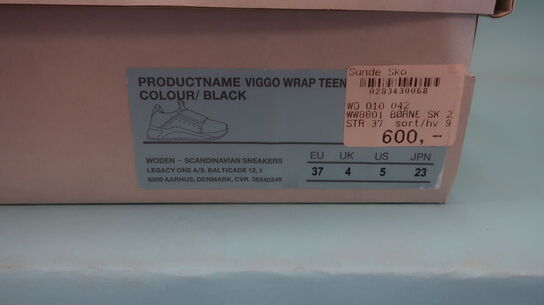 PRODUCTNAME VIGGO WRAP TEEN
COLOUR/ BLACK
WODEN - SCANDINAVIAN SNEAKERS
LEGACY ONE A/S, BALTICADE 12, 1
8000 AARHUS, DENMARK, CVR. 35240349
EU UK US JPN
37 4 5 23
Sunde Sko
0283430068
WO 010 042
WW8801 BØRNE SK 2
STR 37 sort/hv 9
600,-